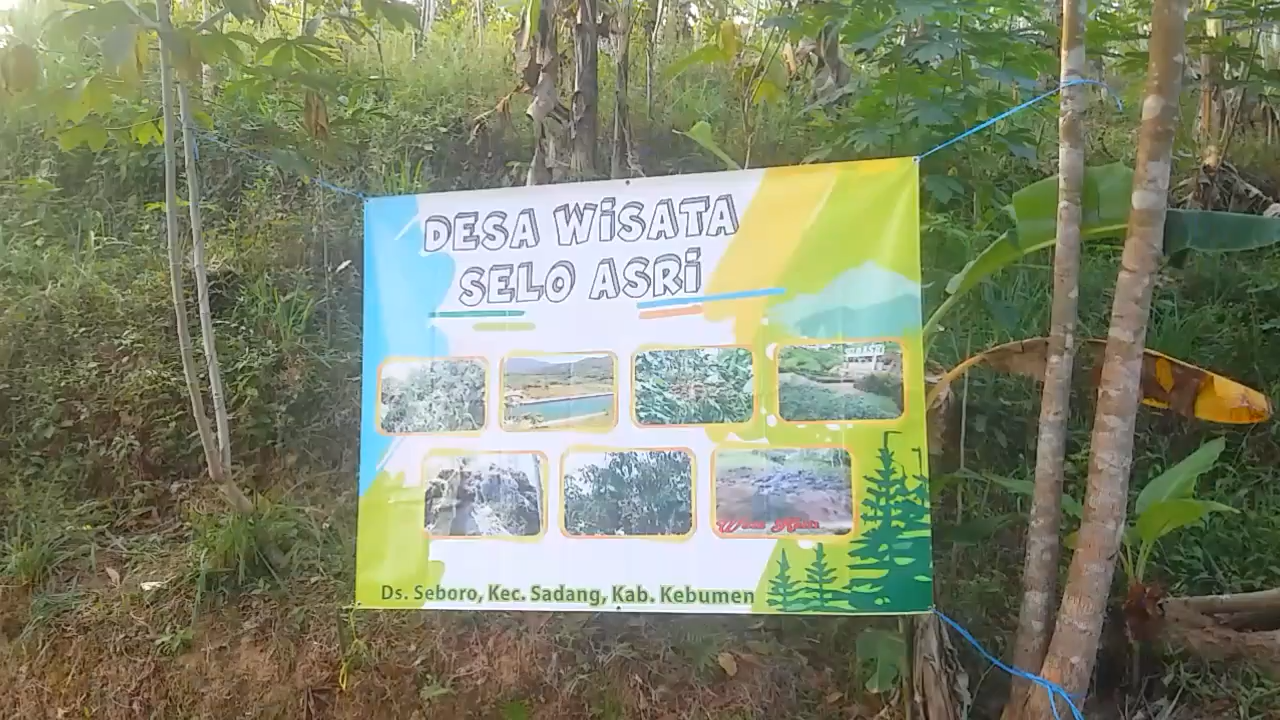 DESA WiSATA
SELO ASRi
Ds. Seboro, Kec. Sadang, Kab. Kebumen